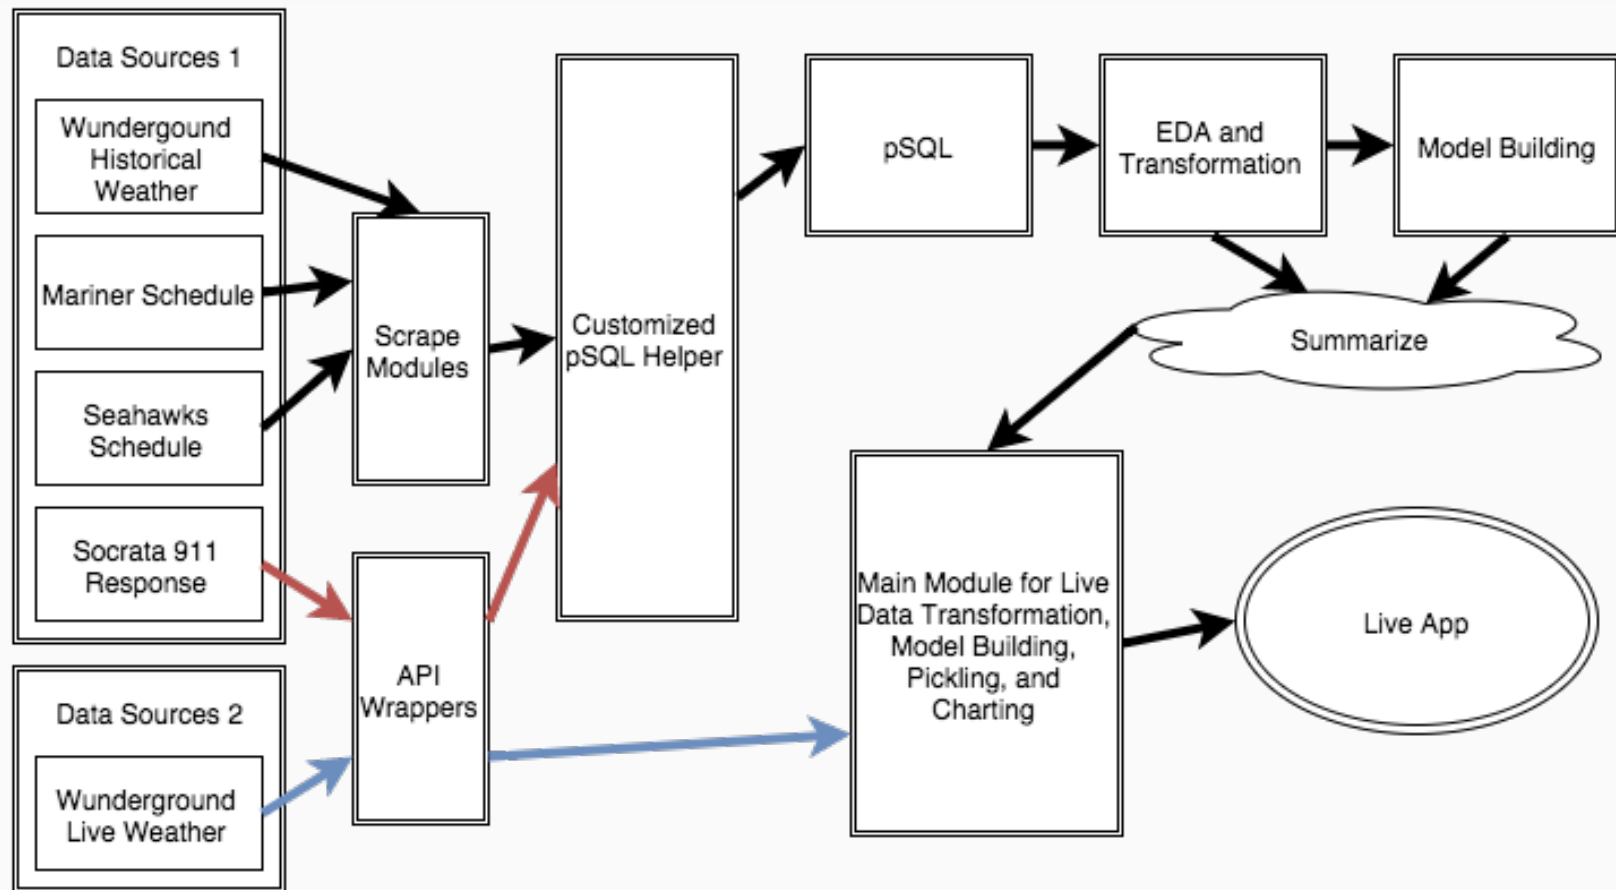 Data Sources 1
Wundergound
Historical
Weather
Mariner Schedule
Seahawks
Schedule
Socrata 911
Response
Data Sources 2
Wunderground
Live Weather
Scrape
Modules
API
Wrappers
Customized
pSQL Helper
pSQL
EDA and
Transformation
Model Building
Summarize
Main Module for Live
Data Transformation,
Model Building,
Pickling, and
Charting
Live App